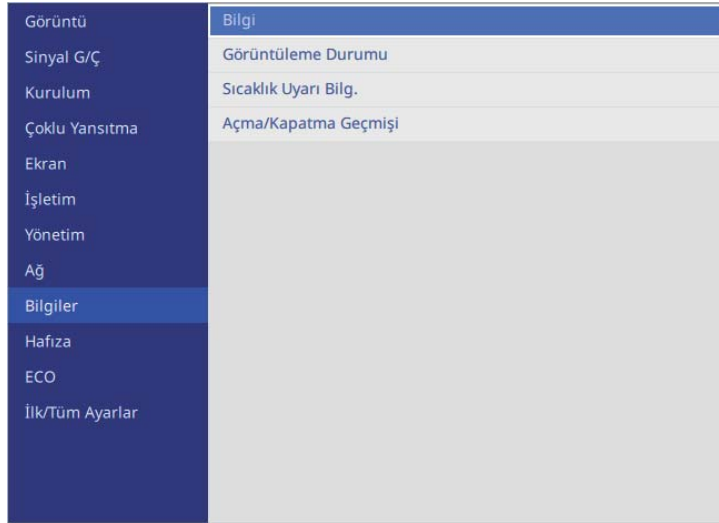 Görüntü
Sinyal G/Ç
Kurulum
Çoklu Yansıtma
Ekran
İşletim
Yönetim
Ağ
Bilgiler
Hafıza
ECO
İlk/Tüm Ayarlar
Bilgi
Görüntüleme Durumu
Sıcaklık Uyarı Bilg.
Açma/Kapatma Geçmişi